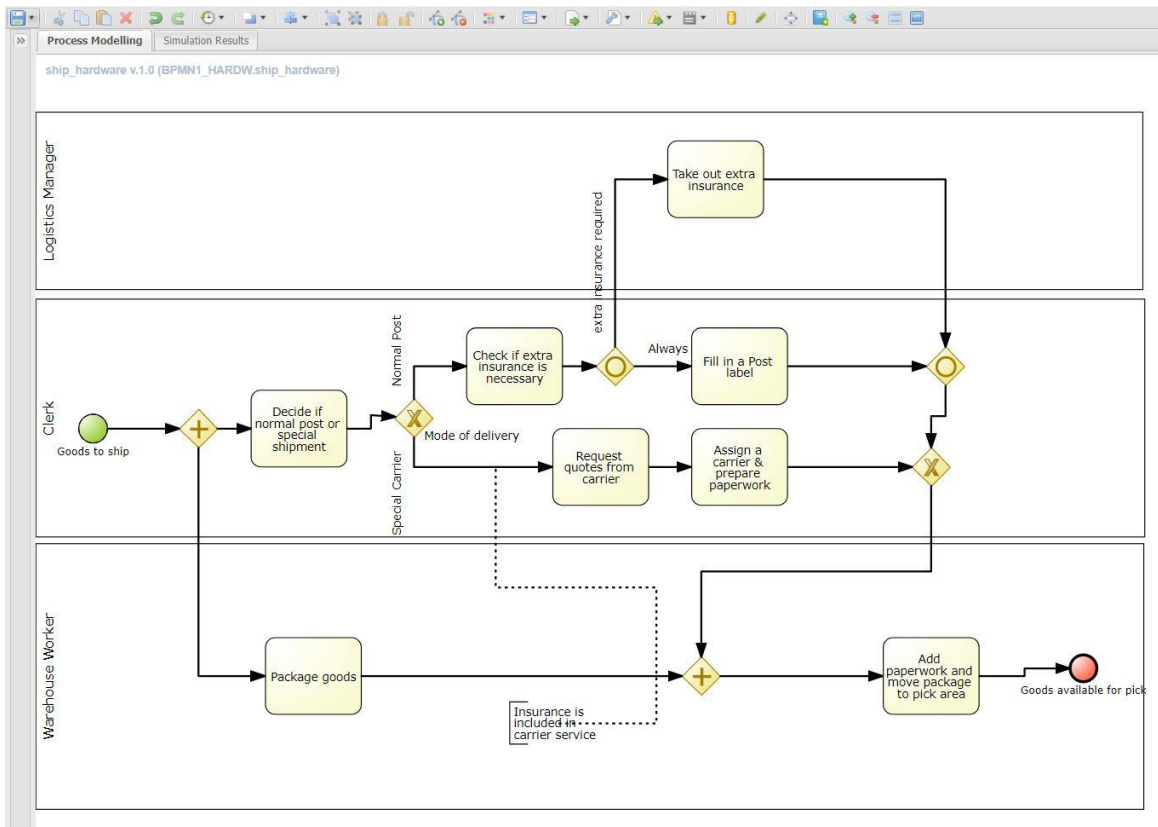 Process Modelling
Simulation Results
ship_hardware v.1.0 (BPMN1_HARDW.ship_hardware)
Logistics Manager
Take out extra
insurance
extra insurance required
Clerk
Goods to ship
Decide if
normal post or
special
shipment
Normal Post
Mode of delivery
Special Carrier
Check if extra
insurance is
necessary
Always
Fill in a Post
label
Request
quotes from
carrier
Assign a
carrier &
prepare
paperwork
Warehouse Worker
Package goods
Insurance is
included in
carrier service
Add
paperwork and
move package
to pick area
Goods available for pick